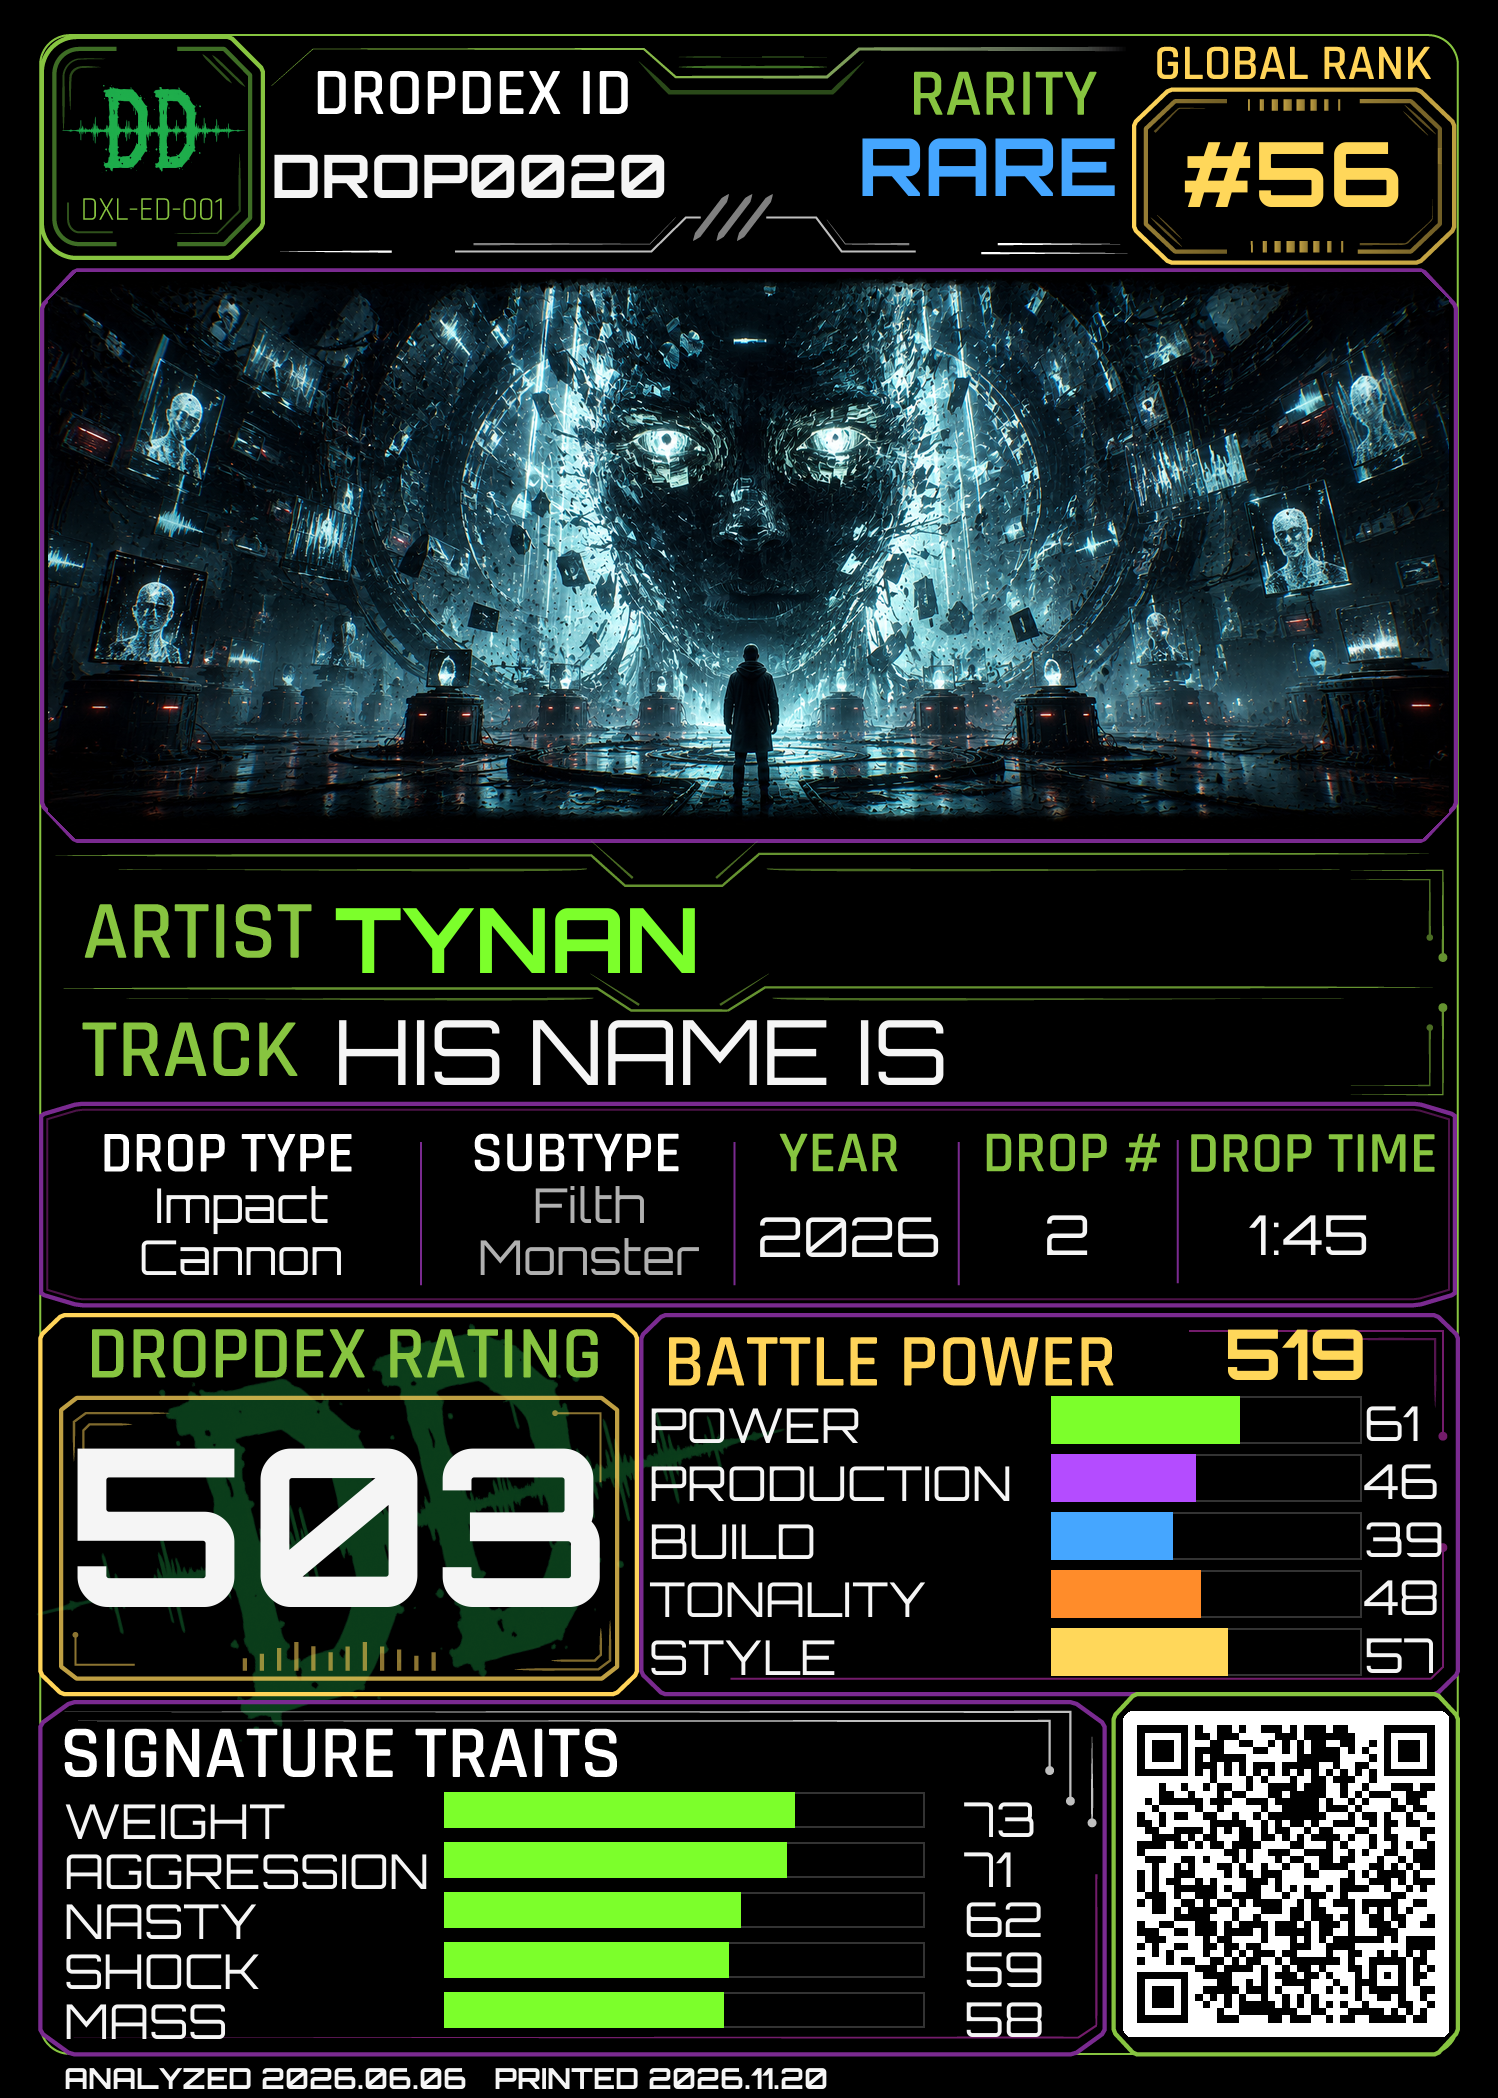 DD
DXL-ED-001
DROPDEX ID
DROP0020
RARITY
RARE
GLOBAL RANK
#56
ARTIST TYNAN
TRACK HIS NAME IS
DROP TYPE
Impact
Cannon
SUBTYPE
Filth
Monster
YEAR
2026
DROP #
2
DROP TIME
1:45
DROPDEX RATING
503
BATTLE POWER 519
POWER 61
PRODUCTION 46
BUILD 39
TONALITY 48
STYLE 57
SIGNATURE TRAITS
WEIGHT 73
AGGRESSION 71
NASTY 62
SHOCK 59
MASS 58
ANALYZED 2026.06.06 PRINTED 2026.11.20